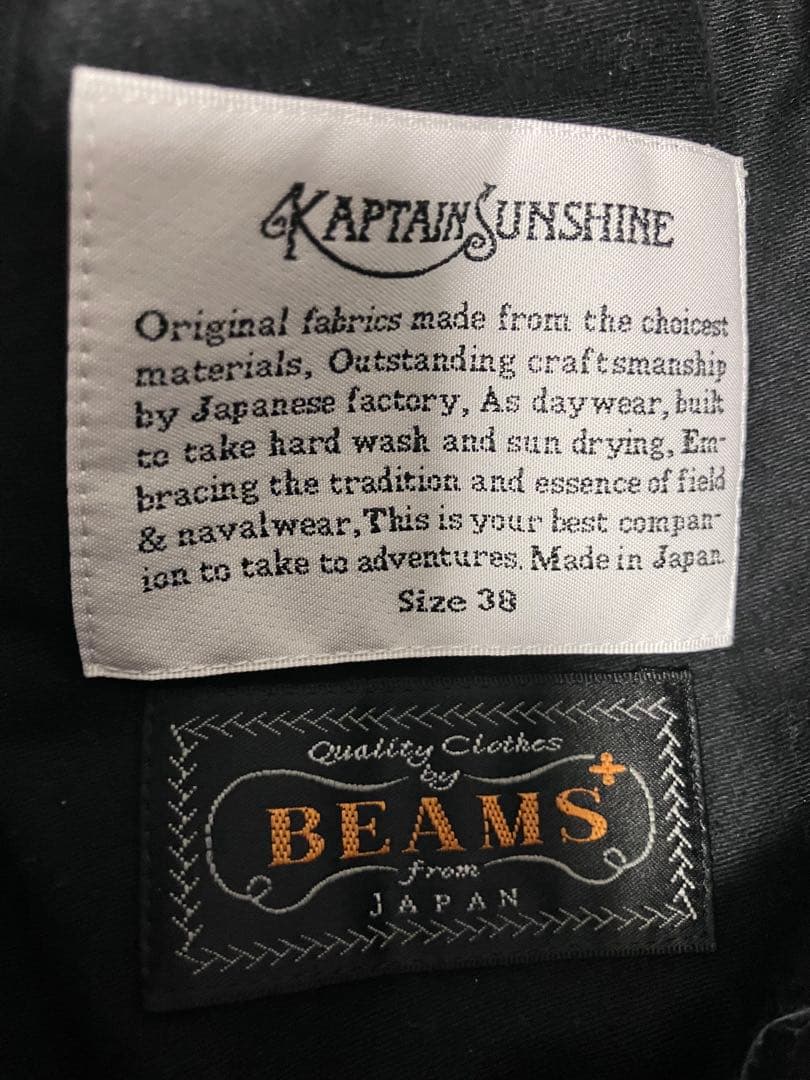 KAPTAIN SUNSHINE
Original fabrics made from the choicest
materials, Outstanding craftsmanship
by Japanese factory, As daywear, built
to take hard wash and sun drying, Em-
bracing the tradition and essence of field
& navalwear, This is your best compan-
ion to take to adventures. Made in Japan.
Size 38
Quality Clothes
by
BEAMS+
from
JAPAN